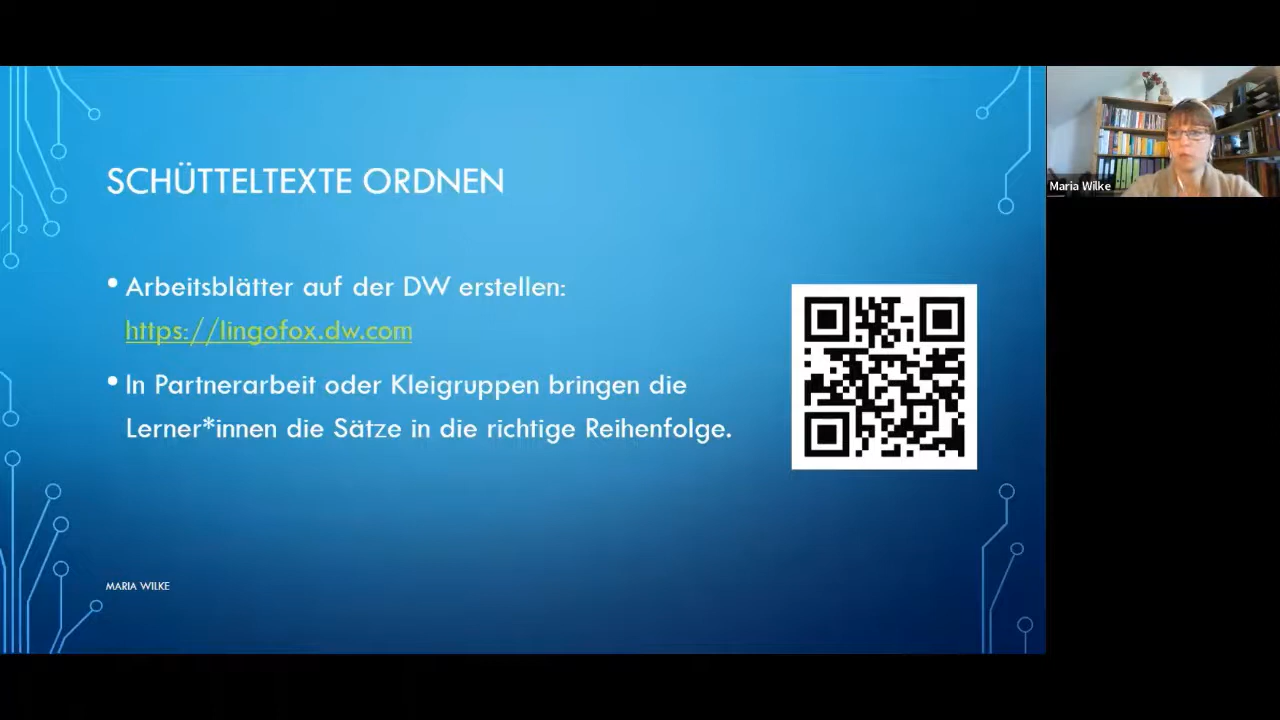 SCHÜTTELTEXTE ORDNEN
• Arbeitsblätter auf der DW erstellen:
https://lingofox.dw.com
• In Partnerarbeit oder Kleigruppen bringen die
Lerner*innen die Sätze in die richtige Reihenfolge.
MARIA WILKE
Maria Wilke